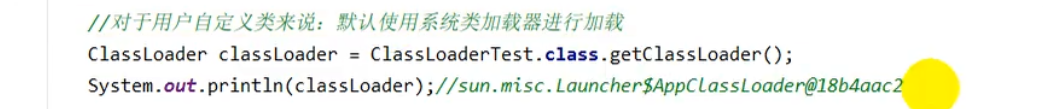 //对于用户自定义类来说：默认使用系统类加载器进行加载
ClassLoader classLoader = ClassLoaderTest.class.getClassLoader();
System.out.println(classLoader);//sun.misc.Launcher$AppClassLoader@18b4aac2